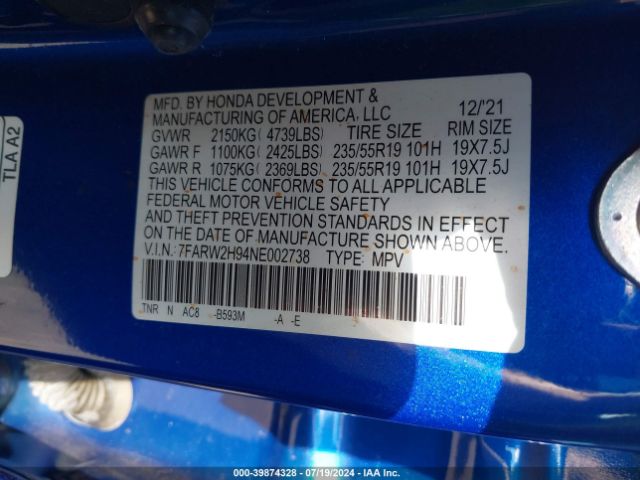 MFD. BY HONDA DEVELOPMENT &
MANUFACTURING OF AMERICA, LLC 12/'21
GVWR 2150KG( 4739LBS) TIRE SIZE RIM SIZE
GAWR F 1100KG( 2425LBS) 235/55R19 101H 19X7.5J
GAWR R 1075KG( 2369LBS) 235/55R19 101H 19X7.5J
THIS VEHICLE CONFORMS TO ALL APPLICABLE
FEDERAL MOTOR VEHICLE SAFETY
AND THEFT PREVENTION STANDARDS IN EFFECT
ON THE DATE OF MANUFACTURE SHOWN ABOVE.
V.I.N.: 7FARW2H94NE002738 TYPE: MPV
TNR N AC8 -B593M -A -E
TLA A2
000-39874328 | 07/19/2024 | IAA Inc.